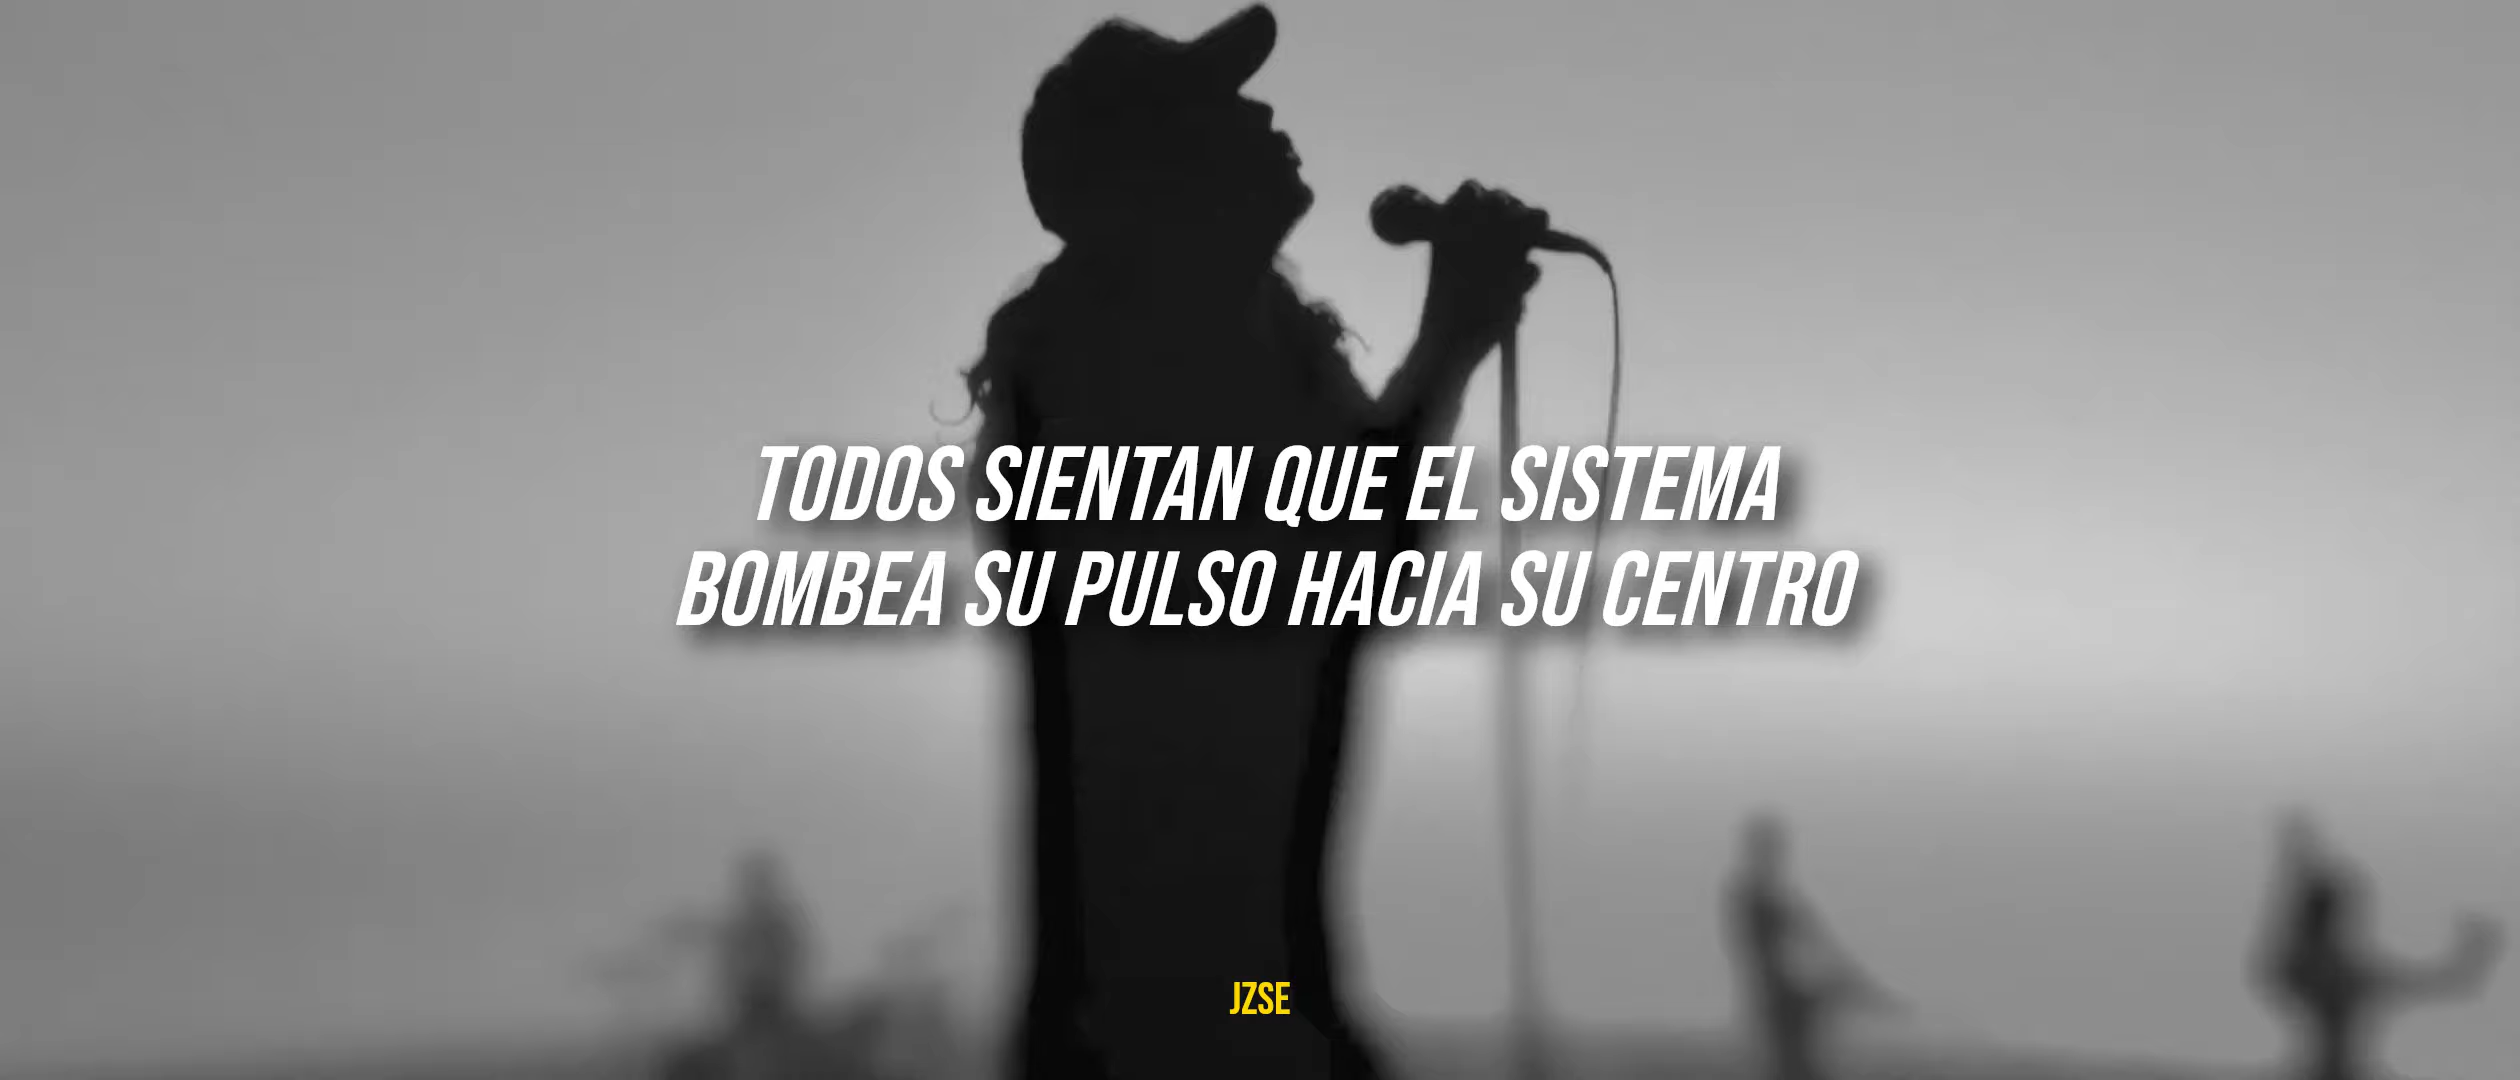 TODOS SIENTAN QUE EL SISTEMA
BOMBEA SU PULSO HACIA SU CENTRO
JZSE